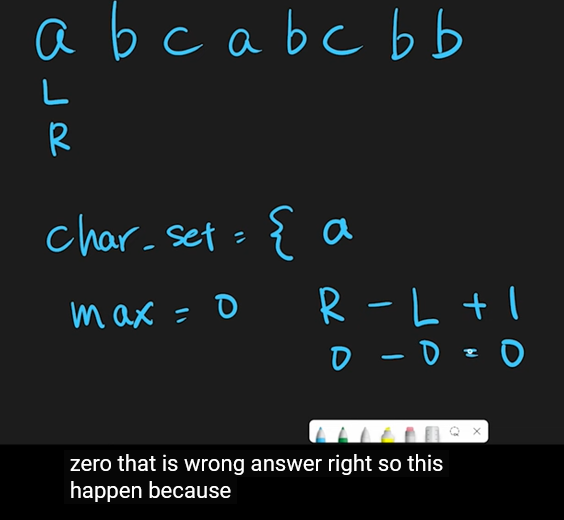 a b c a b c b b
L
R
char_set = { a
max = 0 R - L + 1
0 - 0 = 0
zero that is wrong answer right so this
happen because